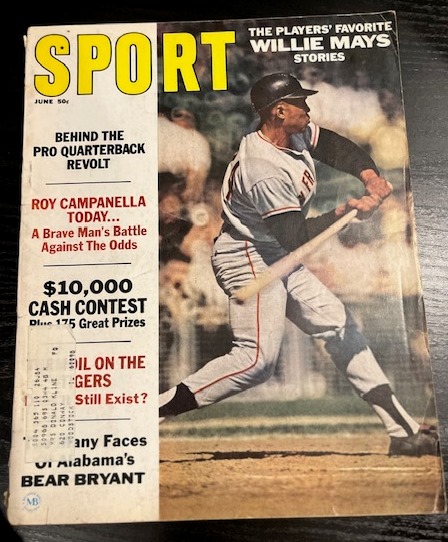 SPORT
JUNE 50¢
THE PLAYERS' FAVORITE
WILLIE MAYS
STORIES
BEHIND THE
PRO QUARTERBACK
REVOLT
ROY CAMPANELLA
TODAY...
A Brave Man's Battle
Against The Odds
$10,000
CASH CONTEST
Plus 175 Great Prizes
IL ON THE
GERS
Still Exist?
any Faces
Of Alabama's
BEAR BRYANT
MB